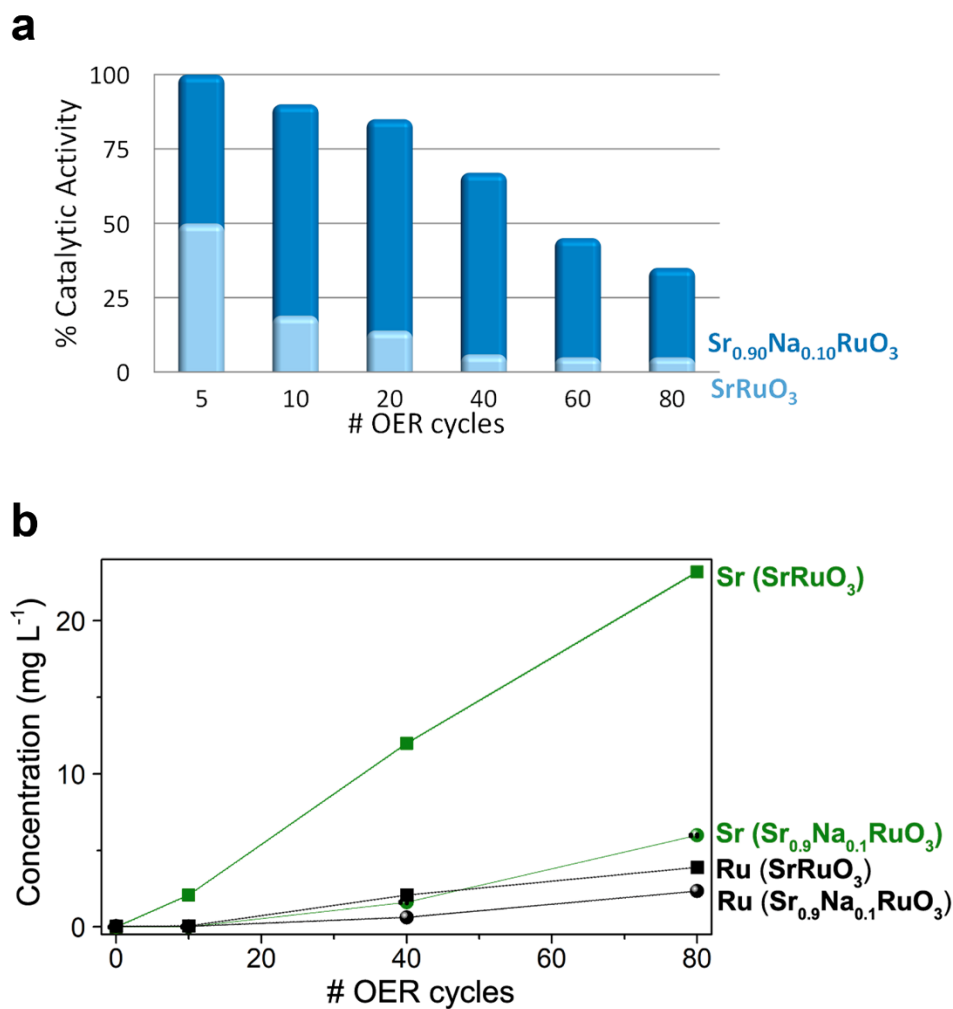 a
100
75
50
25
0
% Catalytic Activity
5 10 20 40 60 80
# OER cycles
Sr0.90Na0.10RuO3
SrRuO3
b
20
10
0
Concentration (mg L-1)
0 20 40 60 80
# OER cycles
Sr (SrRuO3)
Sr (Sr0.9Na0.1RuO3)
Ru (SrRuO3)
Ru (Sr0.9Na0.1RuO3)